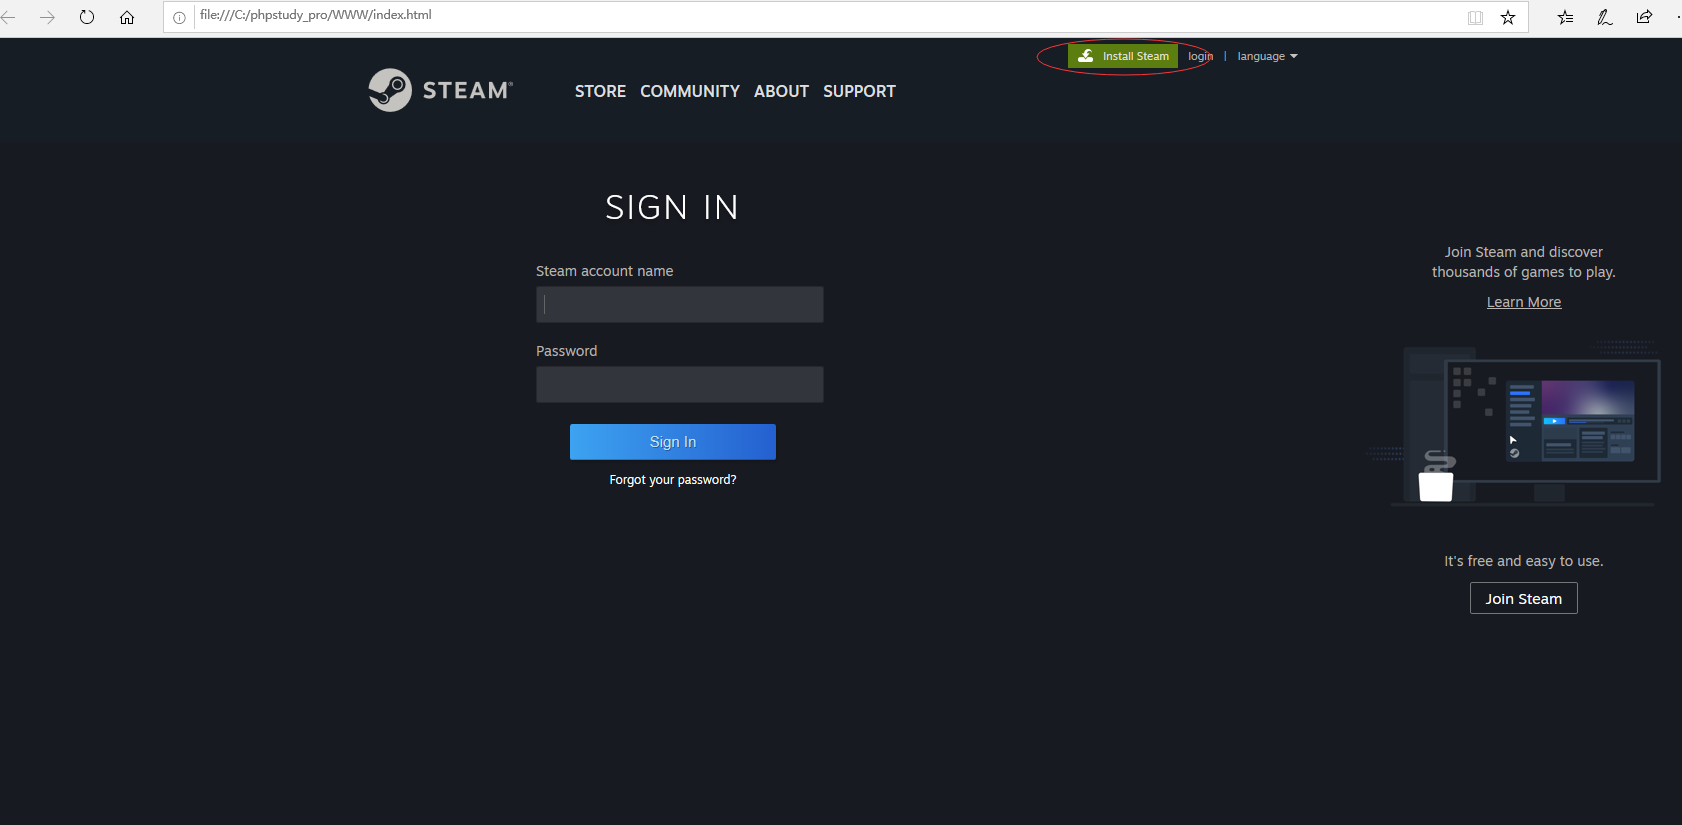 file:///C:/phpstudy_pro/WWW/index.html
Install Steam login | language
STEAM®
STORE COMMUNITY ABOUT SUPPORT
SIGN IN
Steam account name
Password
Sign In
Forgot your password?
Join Steam and discover
thousands of games to play.
Learn More
It's free and easy to use.
Join Steam